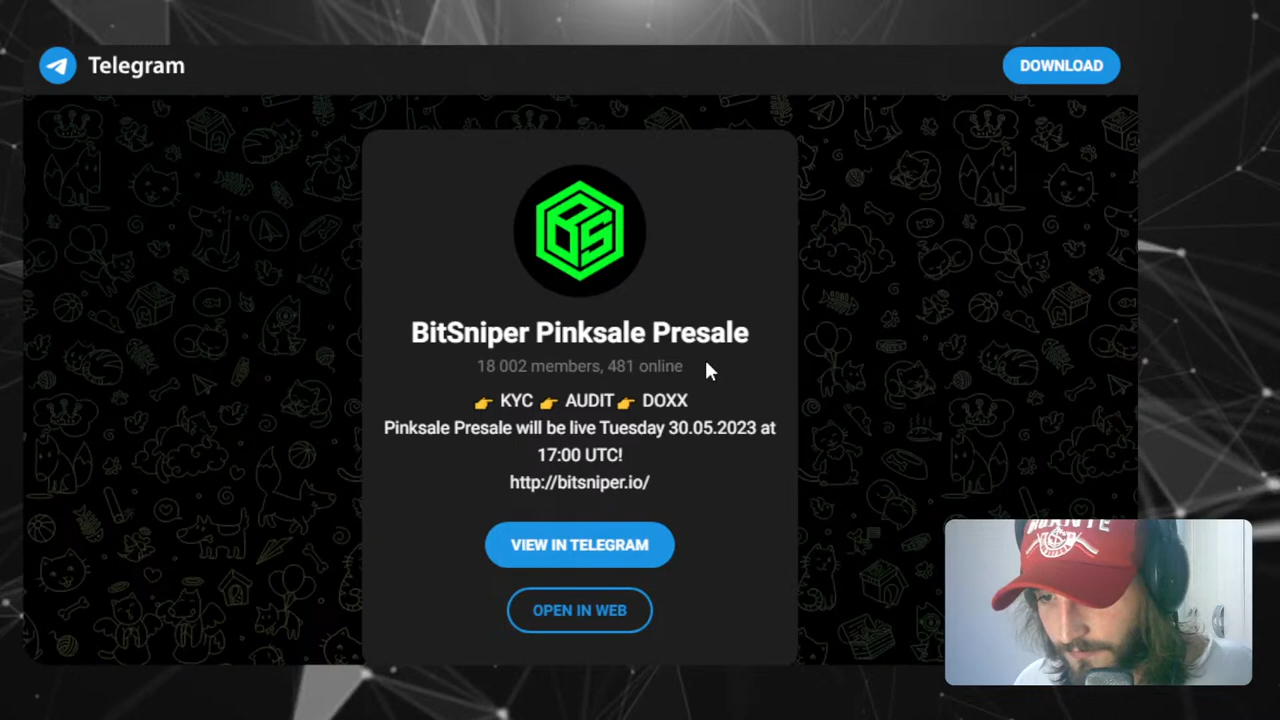 Telegram
DOWNLOAD
BS
BitSniper Pinksale Presale
18 002 members, 481 online
👉 KYC 👉 AUDIT👉 DOXX
Pinksale Presale will be live Tuesday 30.05.2023 at
17:00 UTC!
http://bitsniper.io/
VIEW IN TELEGRAM
OPEN IN WEB